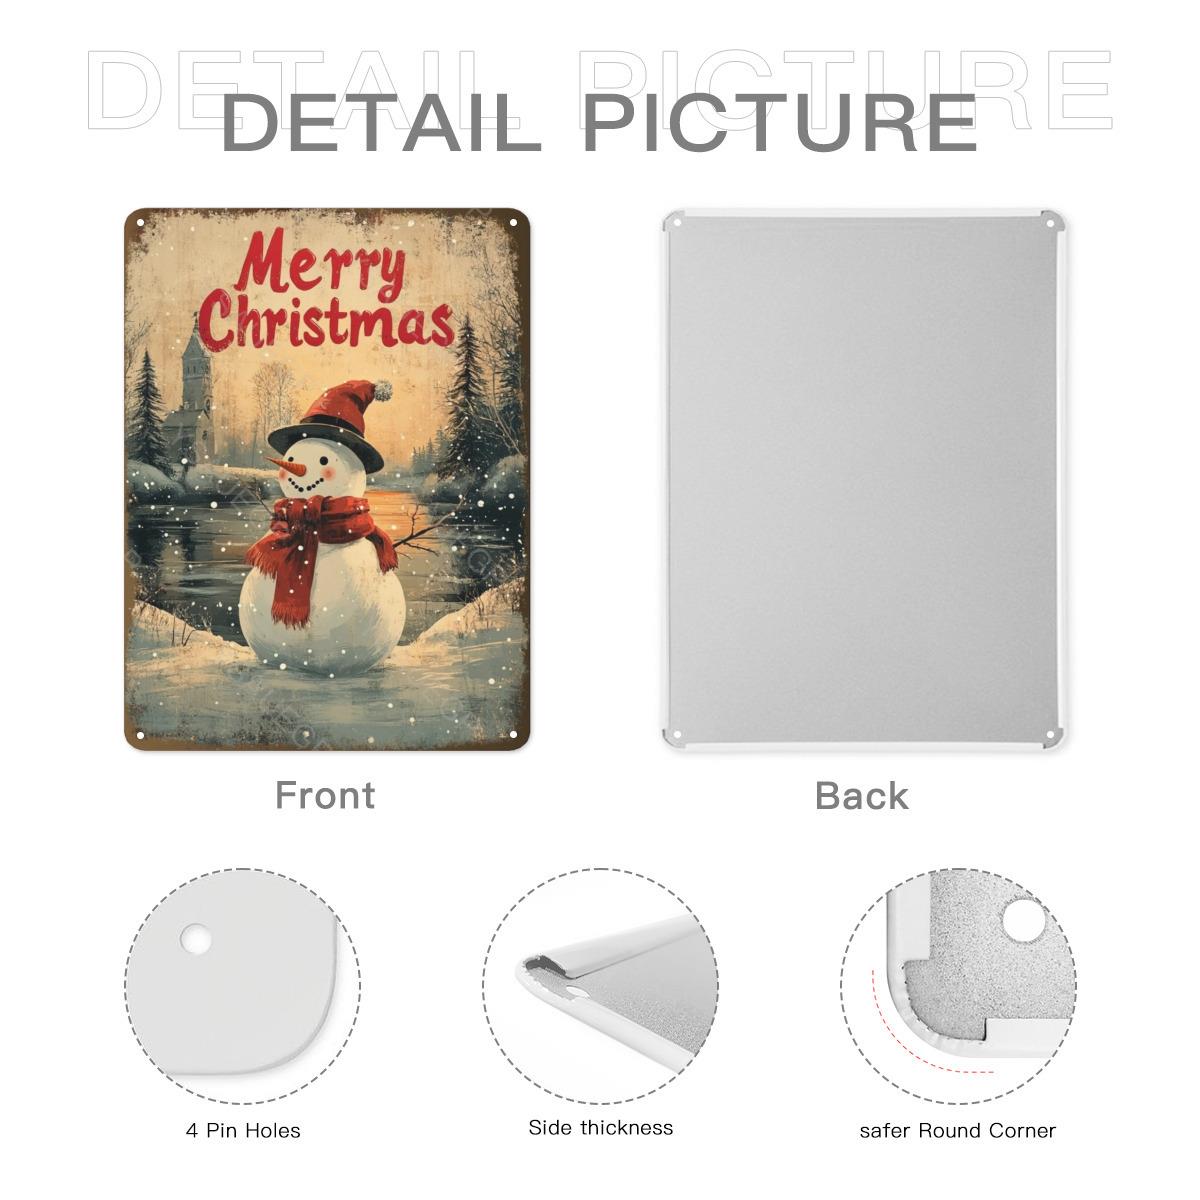 DETAIL PICTURE
DETAIL PICTURE
Merry
Christmas
Front
Back
4 Pin Holes
Side thickness
safer Round Corner